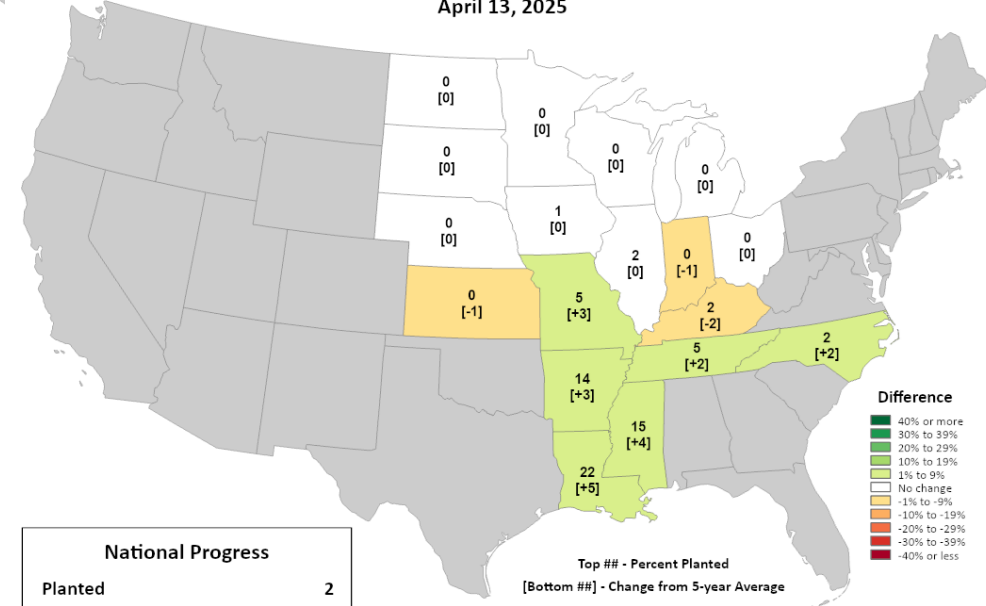 April 13, 2025
0
[0]
0
[0]
0
[0]
0
[0]
0
[0]
0
[0]
1
[0]
0
[0]
2
[0]
0
[-1]
0
[0]
0
[-1]
5
[+3]
2
[-2]
5
[+2]
2
[+2]
14
[+3]
15
[+4]
22
[+5]
Difference
40% or more
30% to 39%
20% to 29%
10% to 19%
1% to 9%
No change
-1% to -9%
-10% to -19%
-20% to -29%
-30% to -39%
-40% or less
National Progress
Planted 2
Top ## - Percent Planted
[Bottom ##] - Change from 5-year Average